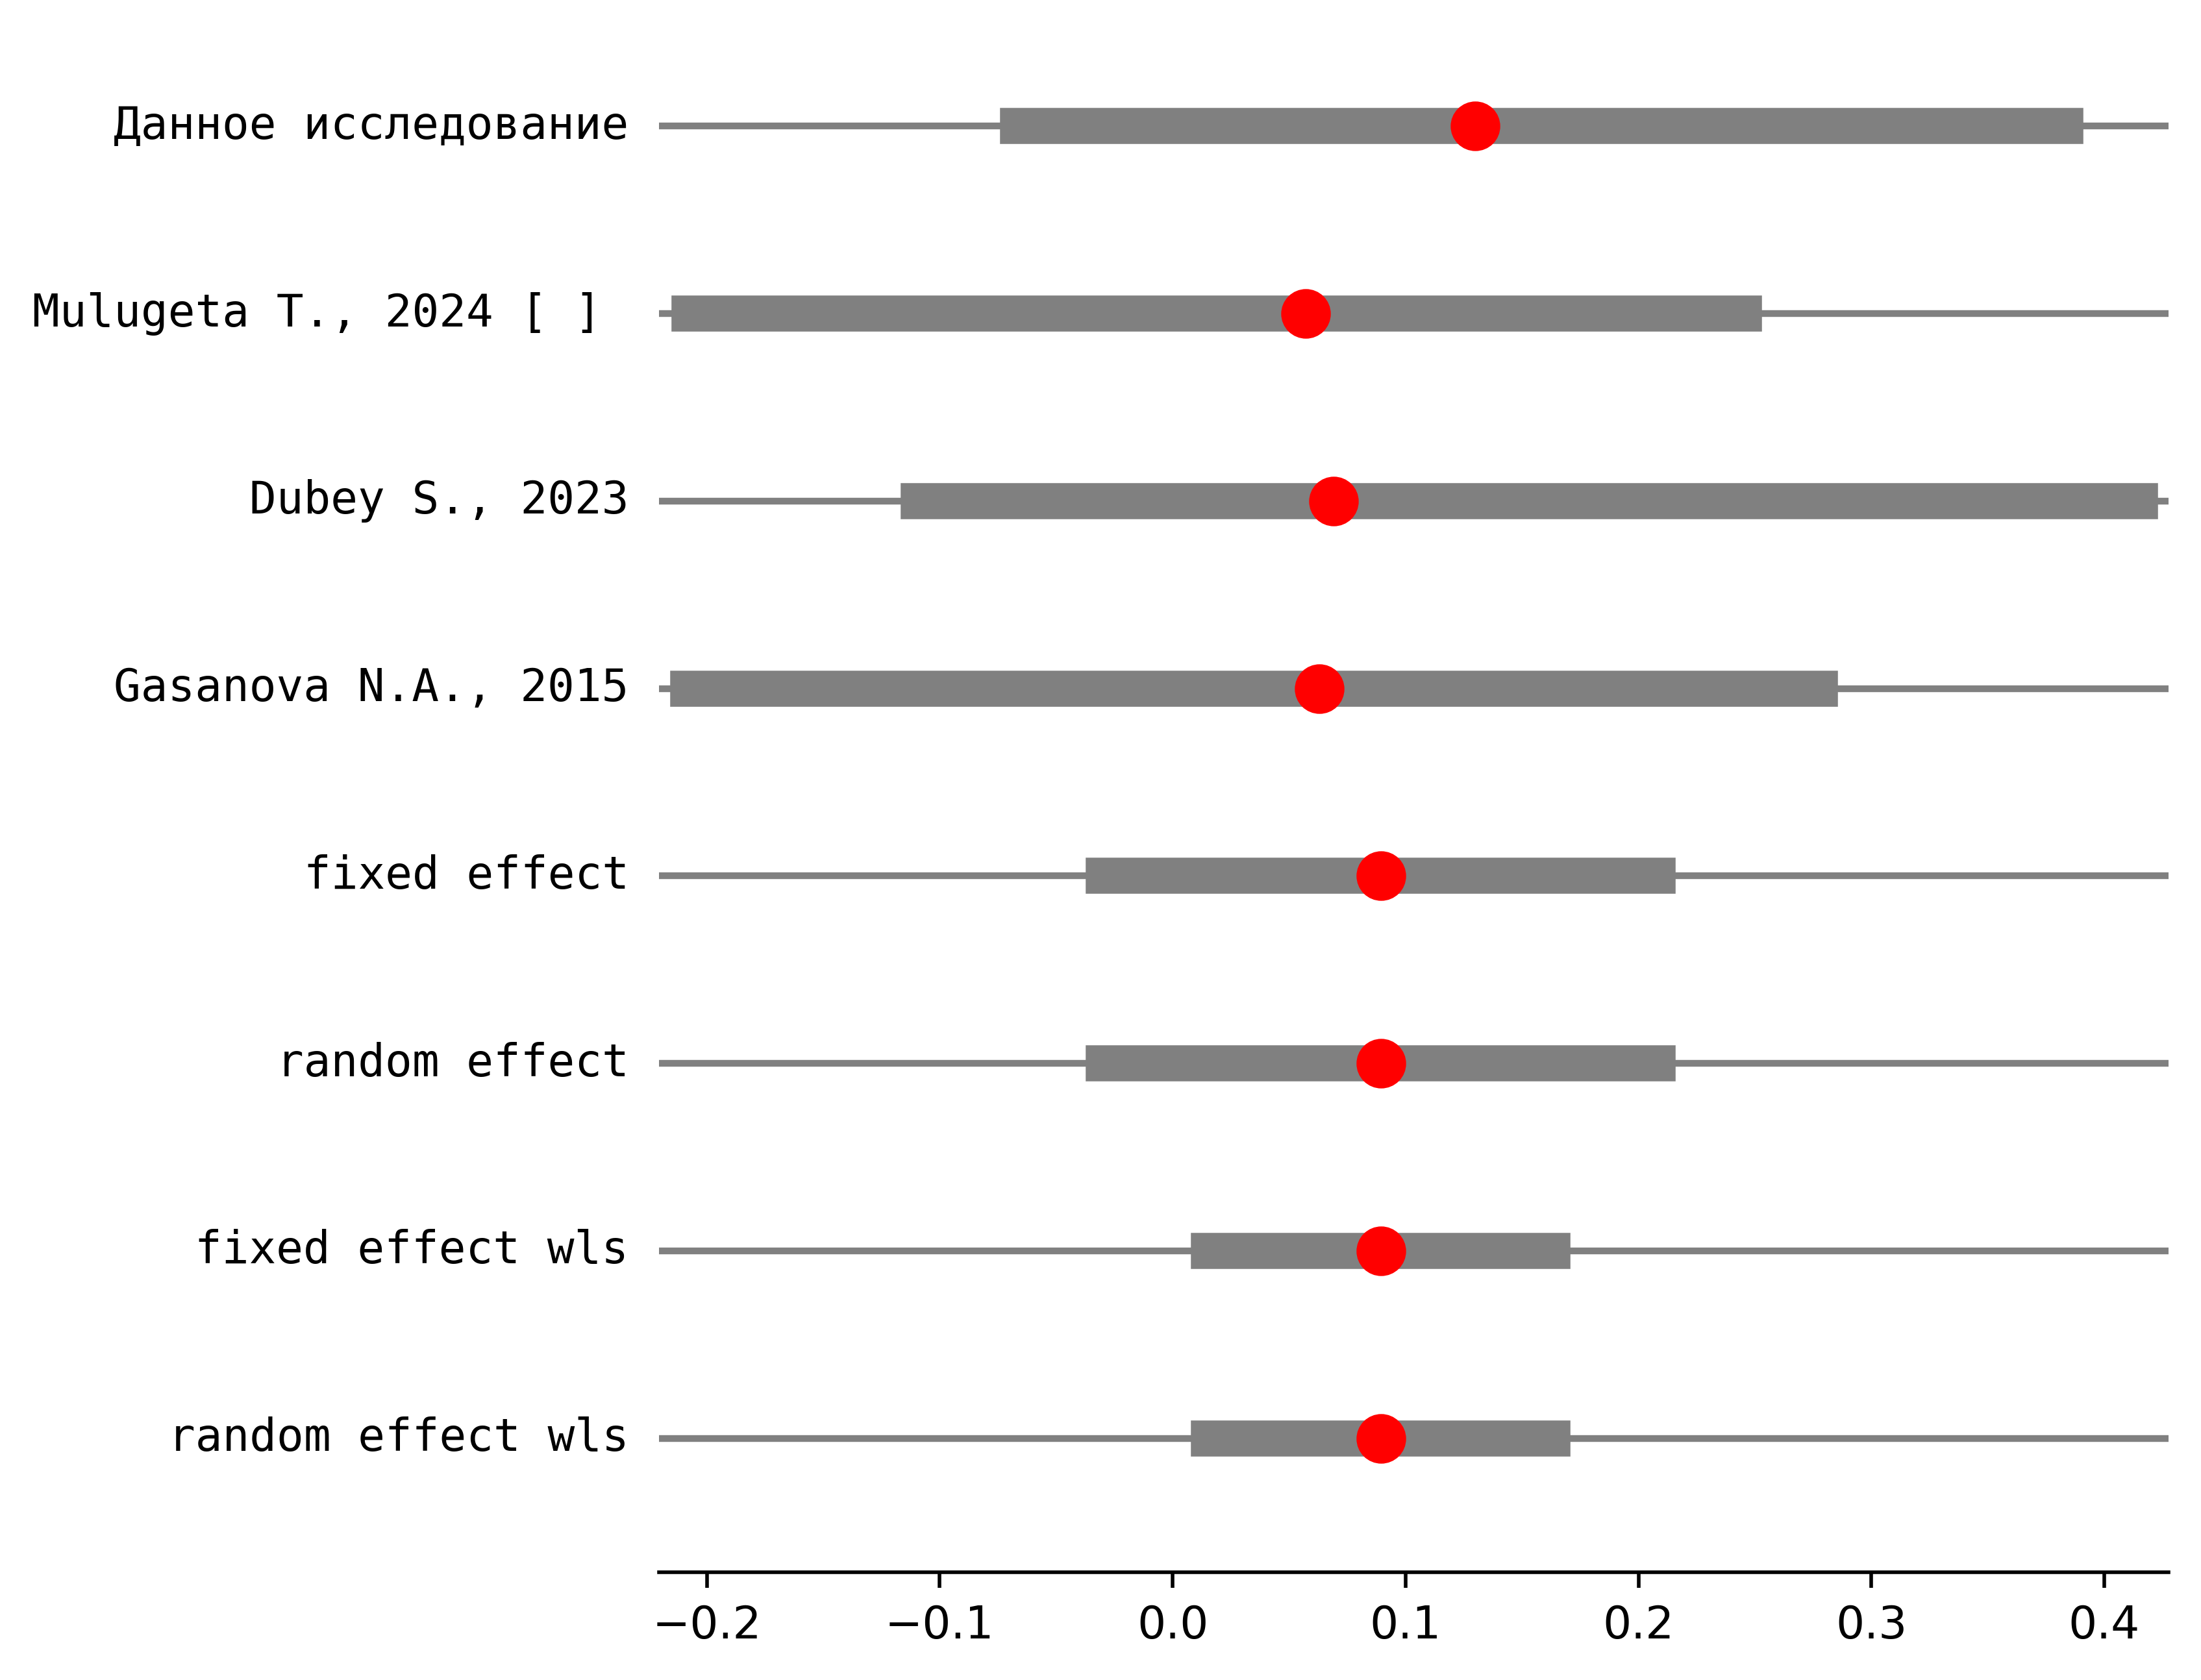 Данное исследование
Mulugeta T., 2024 [ ]
Dubey S., 2023
Gasanova N.A., 2015
fixed effect
random effect
fixed effect wls
random effect wls
−0.2 −0.1 0.0 0.1 0.2 0.3 0.4